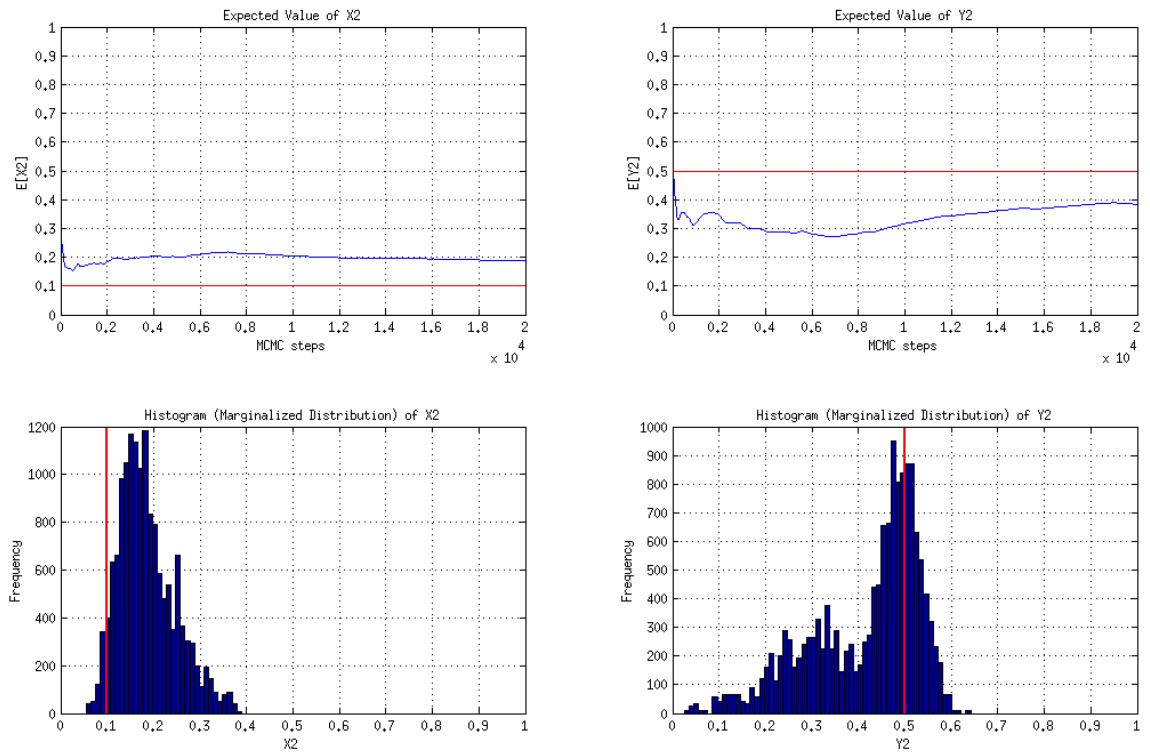 Expected Value of X2
1
0.9
0.8
0.7
0.6
0.5
0.4
0.3
0.2
0.1
0
E[X2]
0 0.2 0.4 0.6 0.8 1 1.2 1.4 1.6 1.8 2
MCMC steps
x 10
4
Expected Value of Y2
1
0.9
0.8
0.7
0.6
0.5
0.4
0.3
0.2
0.1
0
E[Y2]
0 0.2 0.4 0.6 0.8 1 1.2 1.4 1.6 1.8 2
MCMC steps
x 10
4
Histogram (Marginalized Distribution) of X2
1200
1000
800
600
400
200
0
Frequency
0 0.1 0.2 0.3 0.4 0.5 0.6 0.7 0.8 0.9 1
X2
Histogram (Marginalized Distribution) of Y2
1000
900
800
700
600
500
400
300
200
100
0
Frequency
0 0.1 0.2 0.3 0.4 0.5 0.6 0.7 0.8 0.9 1
Y2